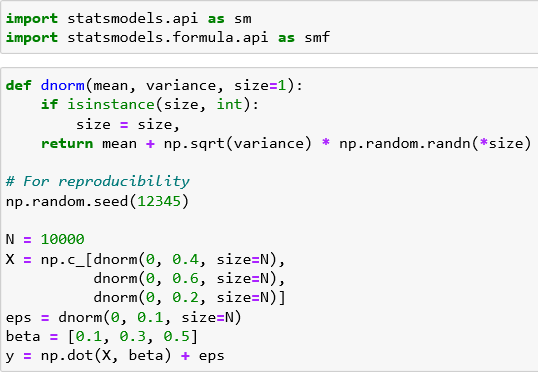 import statsmodels.api as sm
import statsmodels.formula.api as smf
def dnorm(mean, variance, size=1):
    if isinstance(size, int):
        size = size,
    return mean + np.sqrt(variance) * np.random.randn(*size)
# For reproducibility
np.random.seed(12345)
N = 10000
X = np.c_[dnorm(0, 0.4, size=N),
          dnorm(0, 0.6, size=N),
          dnorm(0, 0.2, size=N)]
eps = dnorm(0, 0.1, size=N)
beta = [0.1, 0.3, 0.5]
y = np.dot(X, beta) + eps